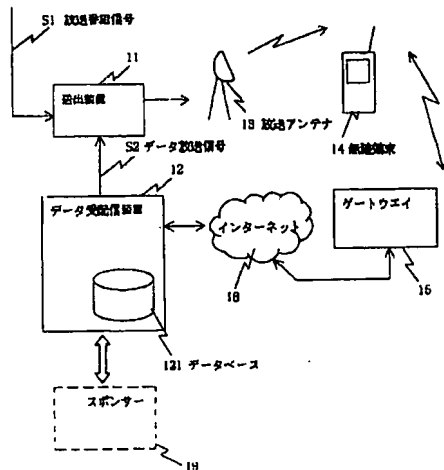 S1 放送番組信号
11
送出装置
13 放送アンテナ
14 無線端末
S2 データ放送信号
12
データ受配信装置
インターネット
ゲートウエイ
18
15
121 データベース
スポンサー
19